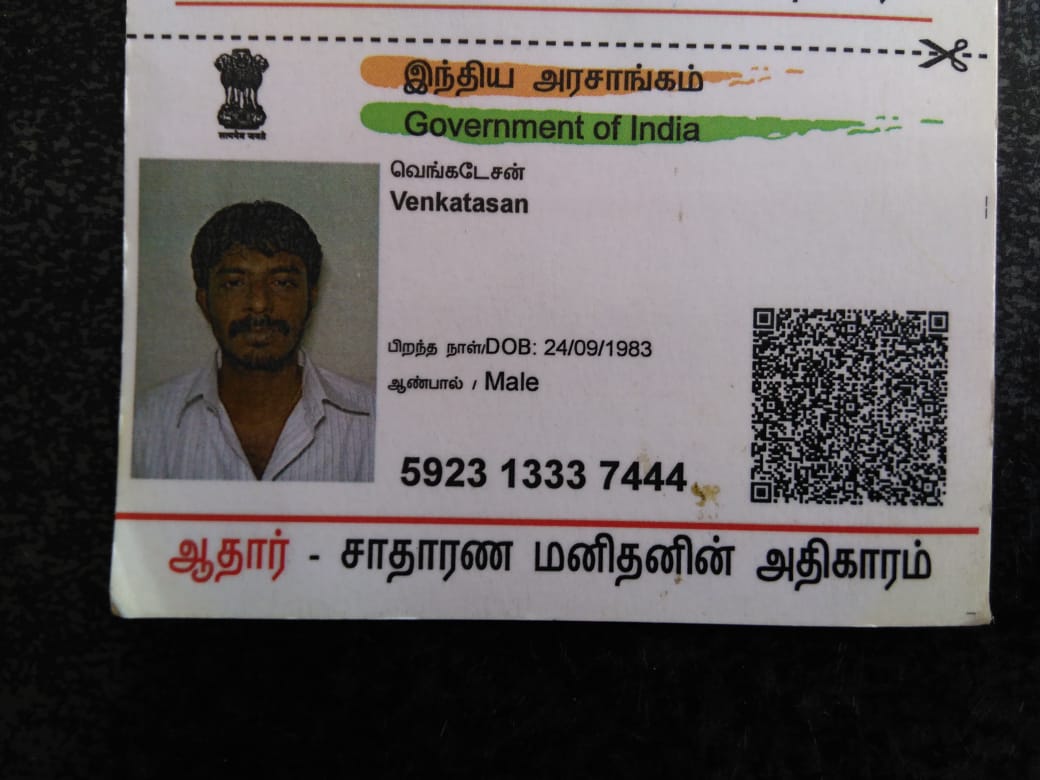 सत्यमेव जयते
இந்திய அரசாங்கம்
Government of India
வெங்கடேசன்
Venkatasan
பிறந்த நாள்/DOB: 24/09/1983
ஆண்பால் / Male
5923 1333 7444
ஆதார் - சாதாரண மனிதனின் அதிகாரம்